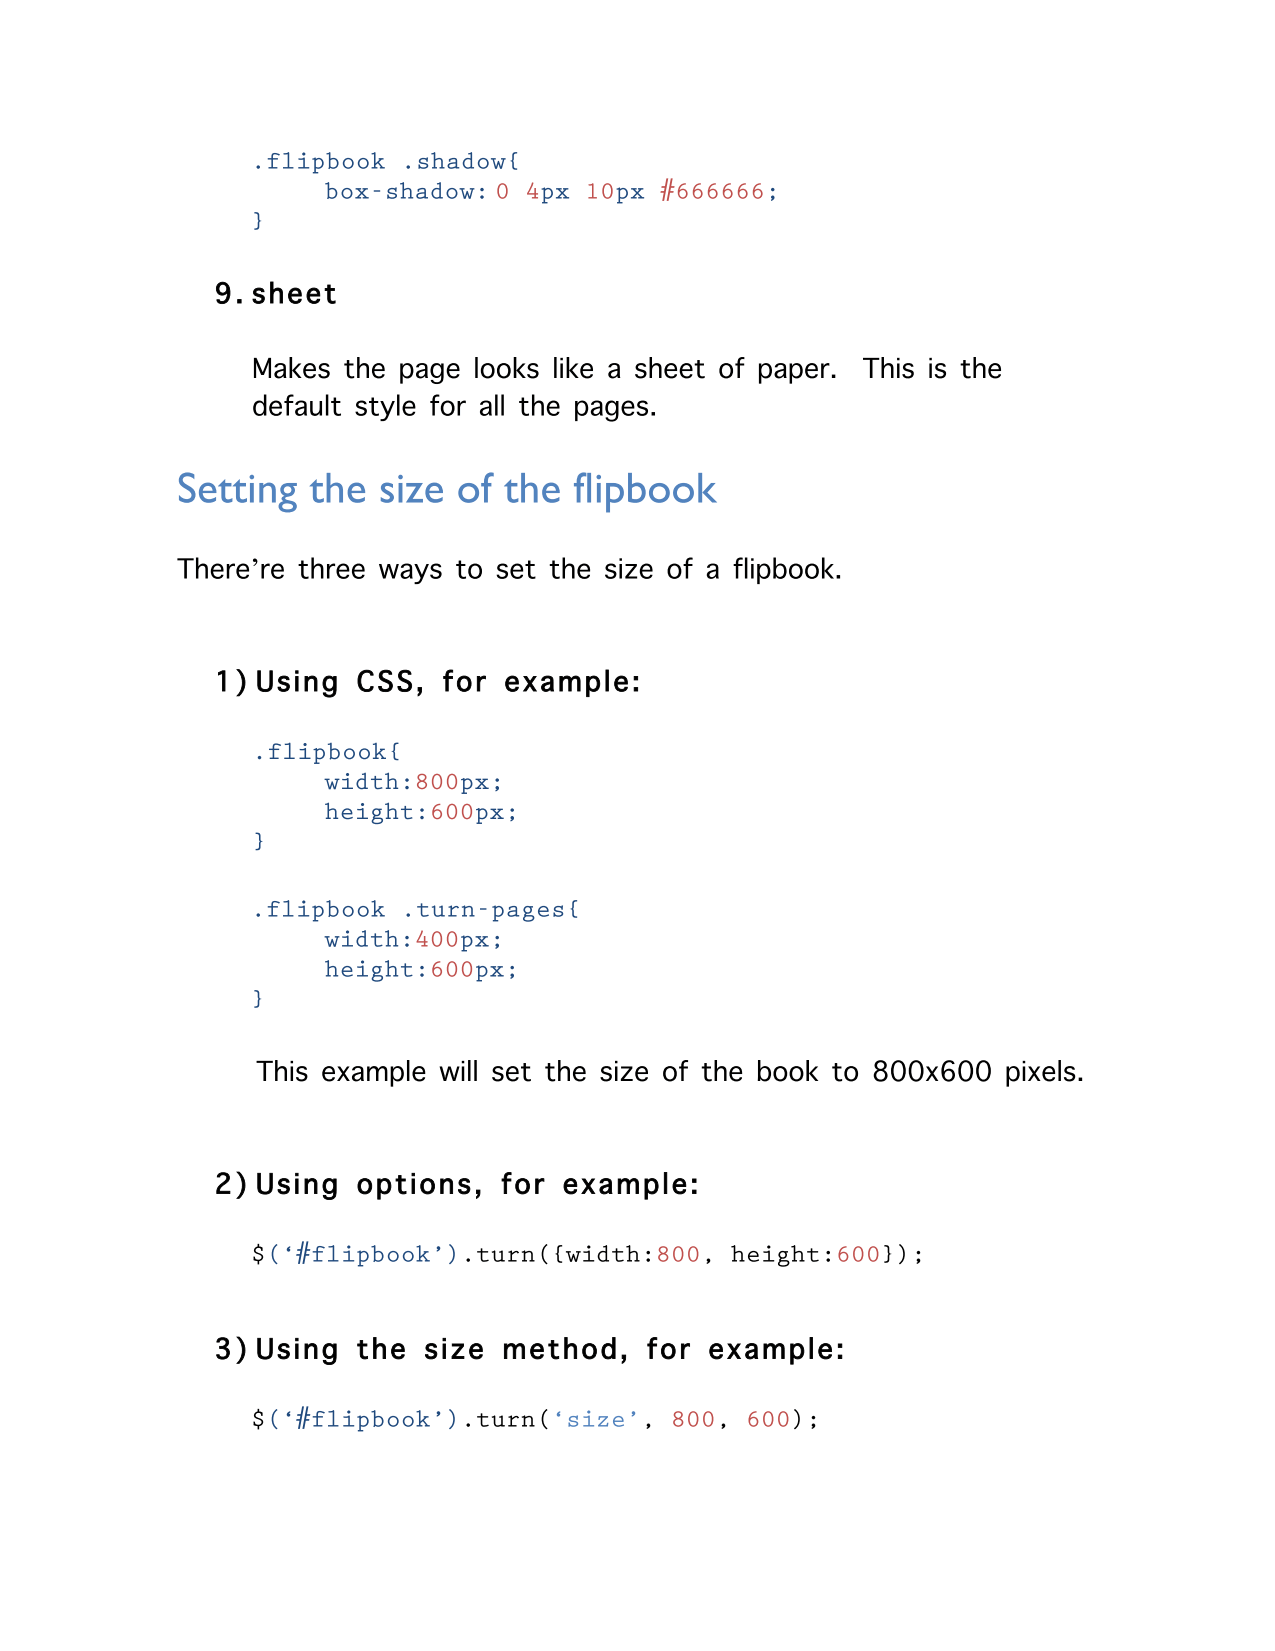 .flipbook .shadow{
box-shadow: 0 4px 10px #666666;
}
9. sheet
Makes the page looks like a sheet of paper.  This is the
default style for all the pages.
Setting the size of the flipbook
There’re three ways to set the size of a flipbook.
1) Using CSS, for example:
.flipbook{
width:800px;
height:600px;
}
.flipbook .turn-pages{
width:400px;
height:600px;
}
This example will set the size of the book to 800x600 pixels.
2) Using options, for example:
$(‘#flipbook’).turn({width:800, height:600});
3) Using the size method, for example:
$(‘#flipbook’).turn(‘size’, 800, 600);